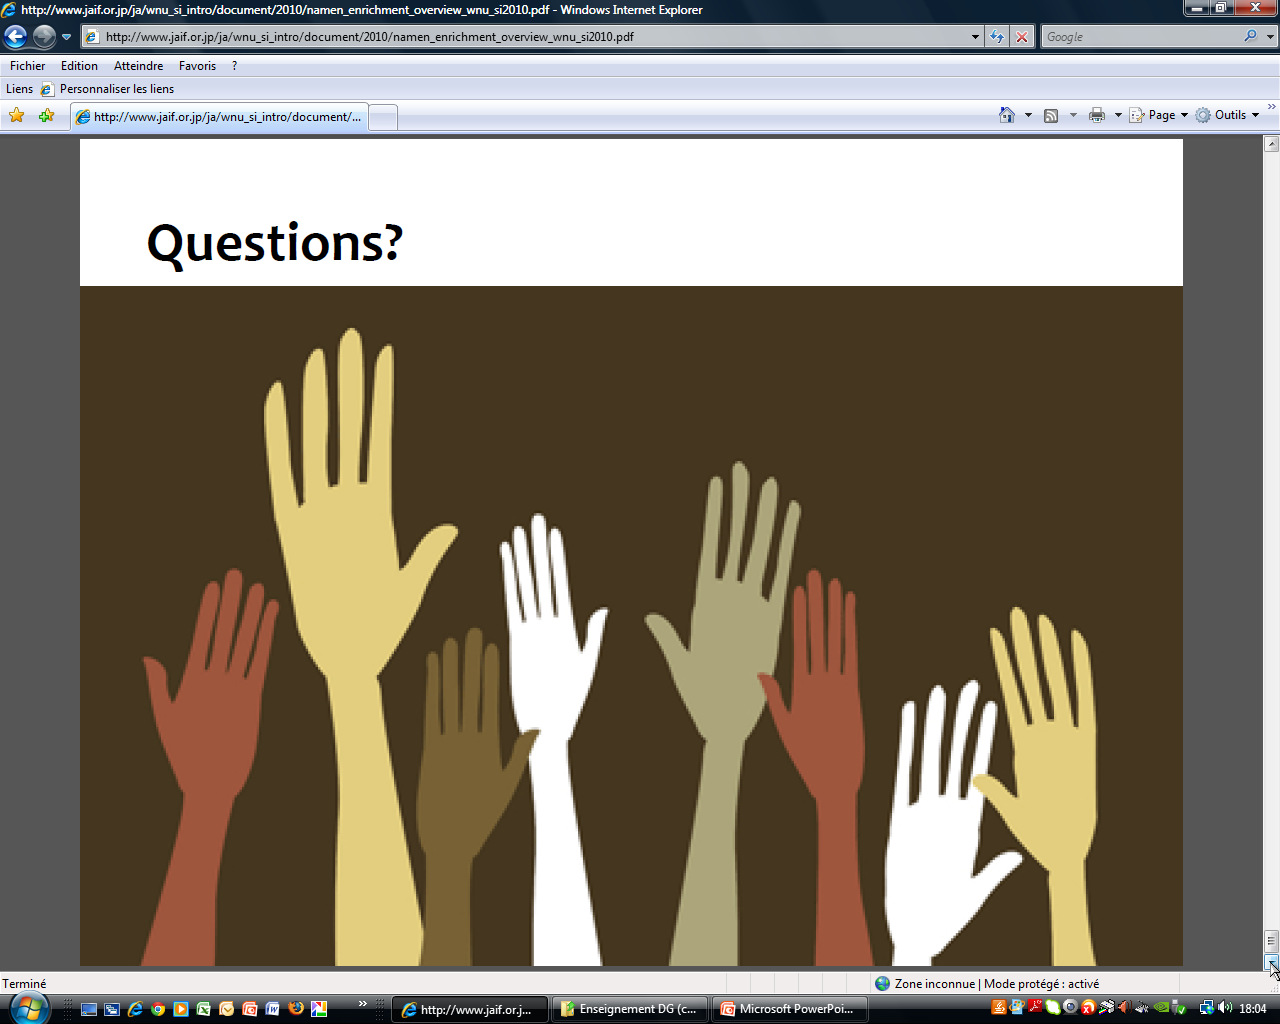 http://www.jaif.or.jp/ja/wnu_si_intro/document/2010/namen_enrichment_overview_wnu_si2010.pdf - Windows Internet Explorer
http://www.jaif.or.jp/ja/wnu_si_intro/document/2010/namen_enrichment_overview_wnu_si2010.pdf
Google
Fichier Edition Atteindre Favoris ?
Liens Personnaliser les liens
http://www.jaif.or.jp/ja/wnu_si_intro/document/...
Page Outils
Questions?
Terminé
Zone inconnue | Mode protégé : activé
http://www.jaif.or.j...
Enseignement DG (c...
Microsoft PowerPoi...
18:04